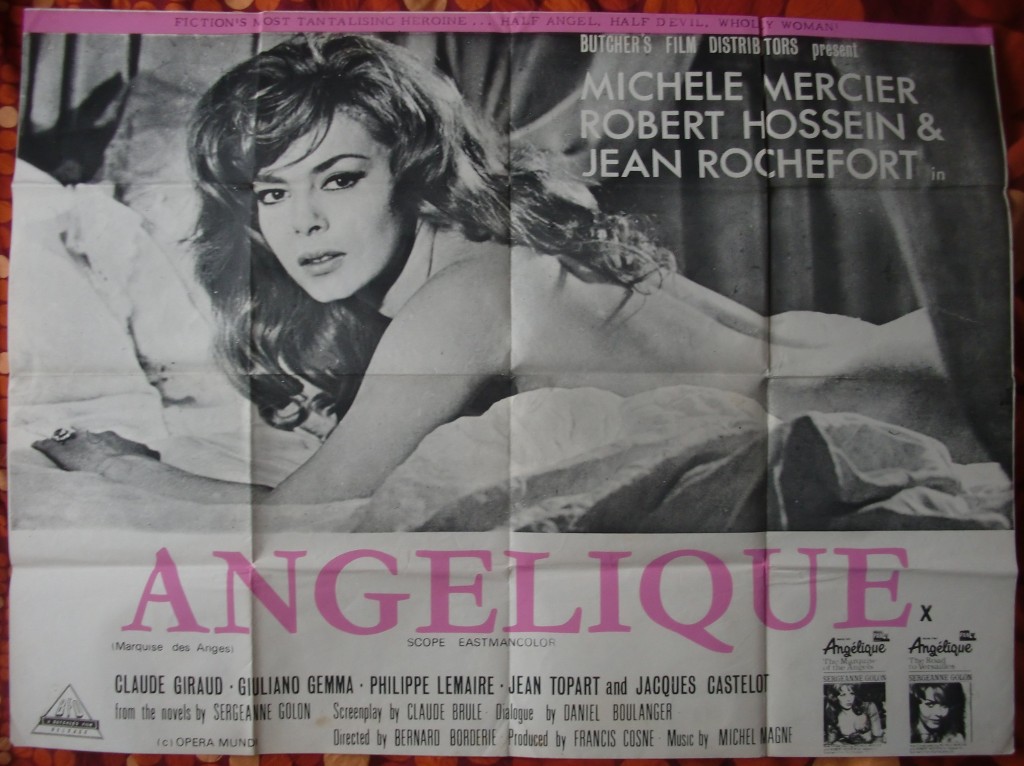 FICTION'S MOST TANTALISING HEROINE ... HALF ANGEL, HALF DEVIL, WHOLLY WOMAN!
BUTCHER'S FILM DISTRIBUTORS present
MICHELE MERCIER
ROBERT HOSSEIN &
JEAN ROCHEFORT in
ANGELIQUE X
(Marquise des Anges)
SCOPE EASTMANCOLOR
CLAUDE GIRAUD · GIULIANO GEMMA · PHILIPPE LEMAIRE · JEAN TOPART and JACQUES CASTELOT
from the novels by SERGEANNE GOLON Screenplay by CLAUDE BRULE · Dialogue by DANIEL BOULANGER
(c) OPERA MUNDI Directed by BERNARD BORDERIE · Produced by FRANCIS COSNE · Music by MICHEL MAGNE
BFD
RELEASE
Angélique
The Marquise
of the Angels
SERGEANNE GOLON
Angélique
The Road
to Versailles
SERGEANNE GOLON